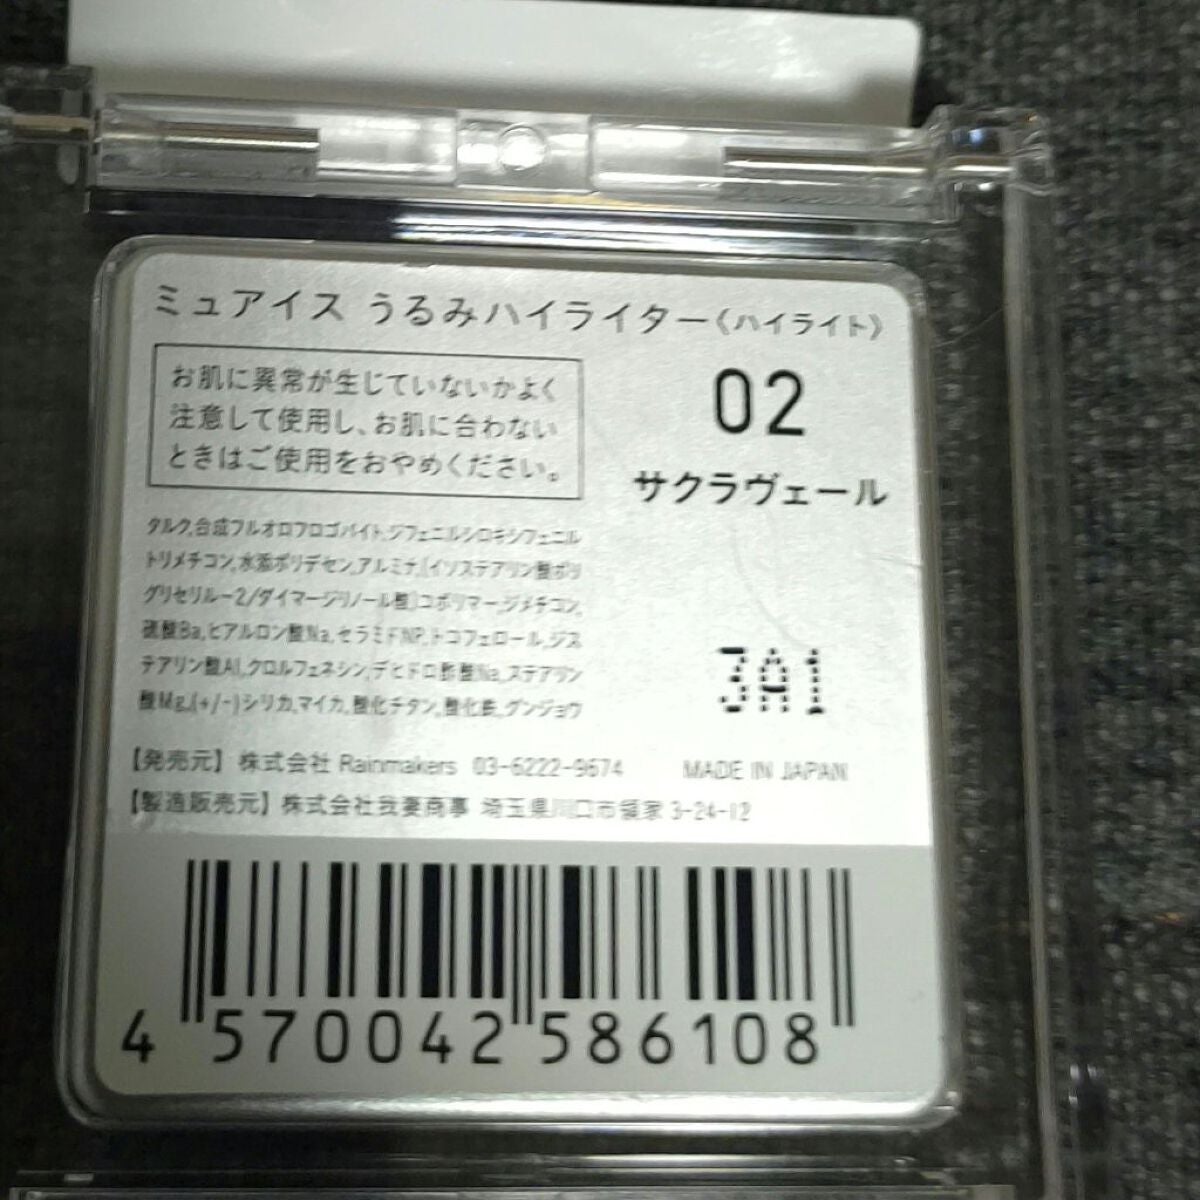 ミュアイス うるみハイライター〈ハイライト〉
お肌に異常が生じていないかよく
注意して使用し、お肌に合わない
ときはご使用をおやめください。
02
サクラヴェール
タルク,合成フルオロフロゴパイト,ジフェニルシロキシフェニル
トリメチコン,水添ポリデセン,アルミナ,(イソステアリン酸ポリ
グリセリル-2/ダイマージリノール酸)コポリマー,ジメチコン,
硫酸Ba,ヒアルロン酸Na,セラミドNP,トコフェロール,ジス
テアリン酸Al,クロルフェネシン,デヒドロ酢酸Na,ステアリン
酸Mg,(+/-)シリカ,マイカ,酸化チタン,酸化鉄,グンジョウ
3A1
【発売元】株式会社 Rainmakers 03-6222-9674 MADE IN JAPAN
【製造販売元】株式会社我妻商事 埼玉県川口市領家 3-24-12
4 570042 586108